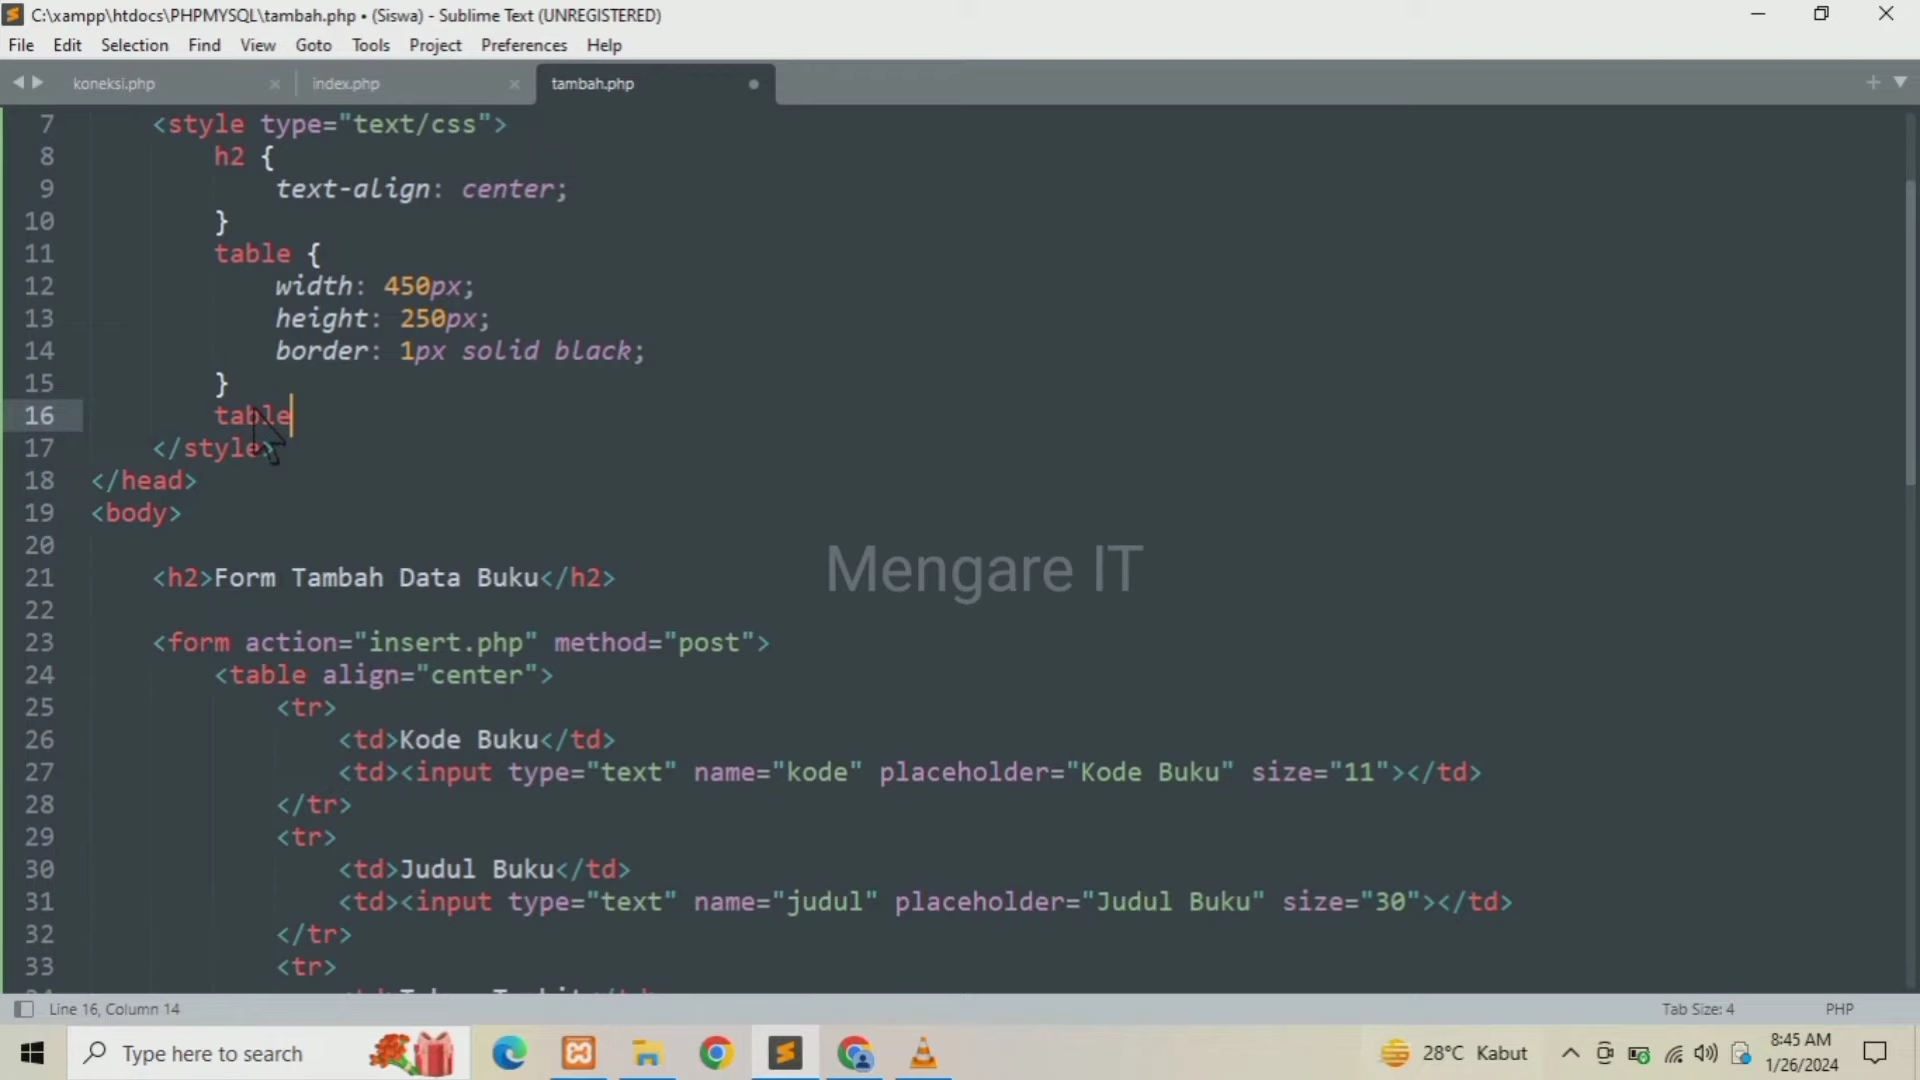 C:\xampp\htdocs\PHPMYSQL\tambah.php • (Siswa) - Sublime Text (UNREGISTERED)
File Edit Selection Find View Goto Tools Project Preferences Help
koneksi.php index.php tambah.php
7 <style type="text/css">
8 h2 {
9 text-align: center;
10 }
11 table {
12 width: 450px;
13 height: 250px;
14 border: 1px solid black;
15 }
16 table
17 </style>
18 </head>
19 <body>
20
21 <h2>Form Tambah Data Buku</h2>
22
23 <form action="insert.php" method="post">
24 <table align="center">
25 <tr>
26 <td>Kode Buku</td>
27 <td><input type="text" name="kode" placeholder="Kode Buku" size="11"></td>
28 </tr>
29 <tr>
30 <td>Judul Buku</td>
31 <td><input type="text" name="judul" placeholder="Judul Buku" size="30"></td>
32 </tr>
33 <tr>
Mengare IT
Line 16, Column 14 Tab Size: 4 PHP
Type here to search 28°C Kabut 8:45 AM
1/26/2024